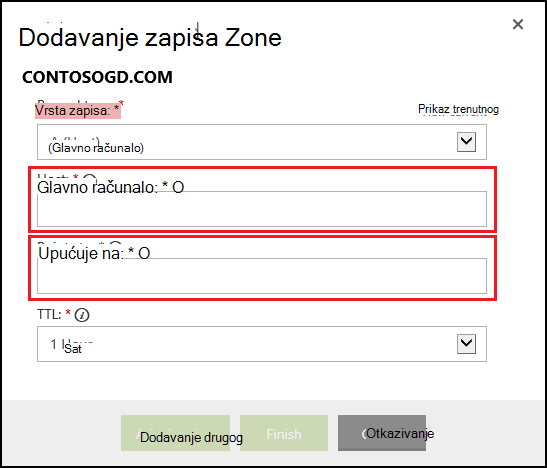 Dodavanje zapisa Zone
CONTOSOGD.COM
Vrsta zapisa: *
Prikaz trenutnog
(Glavno računalo)
Glavno računalo: * O
Upućuje na: * O
TTL: *
1
Sat
Dodavanje drugog
Finish
Otkazivanje